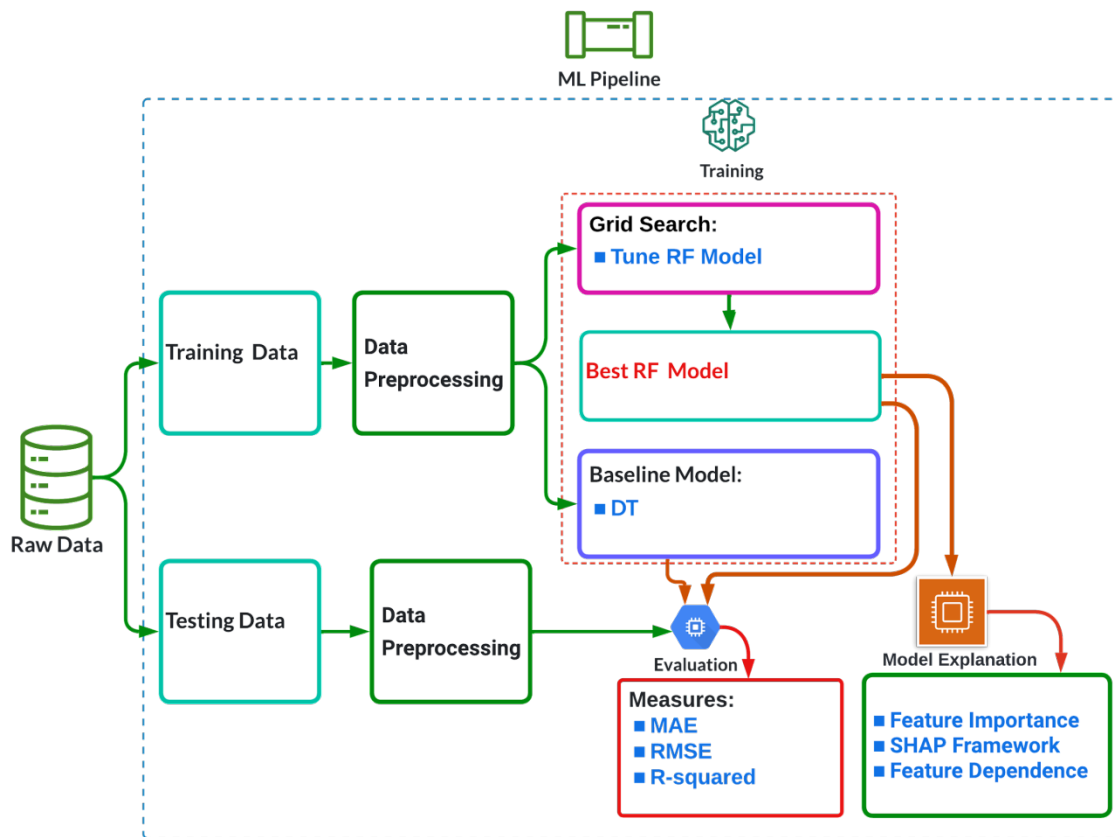 ML Pipeline
Training
Grid Search:
■ Tune RF Model
Training Data
Data
Preprocessing
Best RF Model
Baseline Model:
■ DT
Raw Data
Testing Data
Data
Preprocessing
Evaluation
Model Explanation
Measures:
■ MAE
■ RMSE
■ R-squared
■ Feature Importance
■ SHAP Framework
■ Feature Dependence